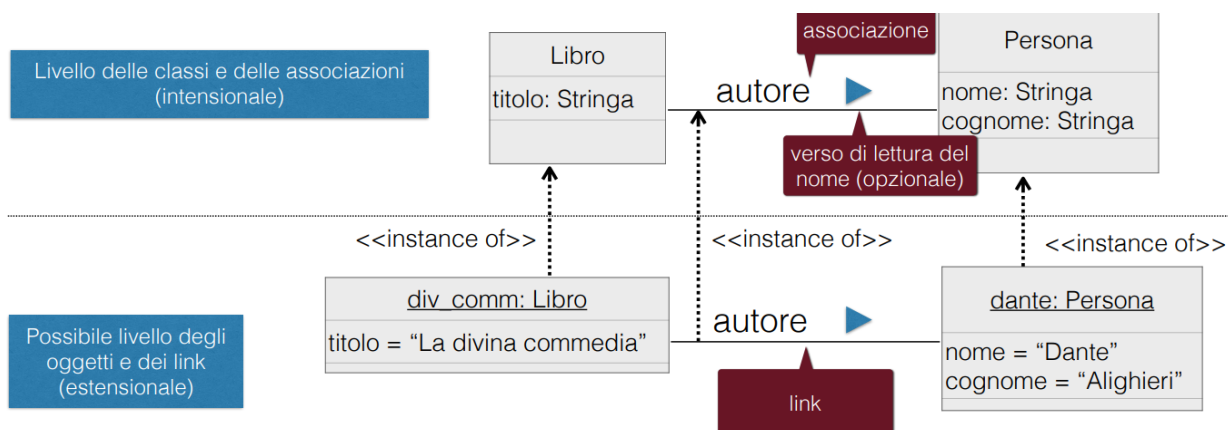 associazione
Libro
Persona
Livello delle classi e delle associazioni
(intensionale)
titolo: Stringa
autore
nome: Stringa
cognome: Stringa
verso di lettura del
nome (opzionale)
<<instance of>>
<<instance of>>
<<instance of>>
div_comm: Libro
dante: Persona
Possibile livello degli
oggetti e dei link
(estensionale)
titolo = “La divina commedia”
autore
nome = “Dante”
cognome = “Alighieri”
link